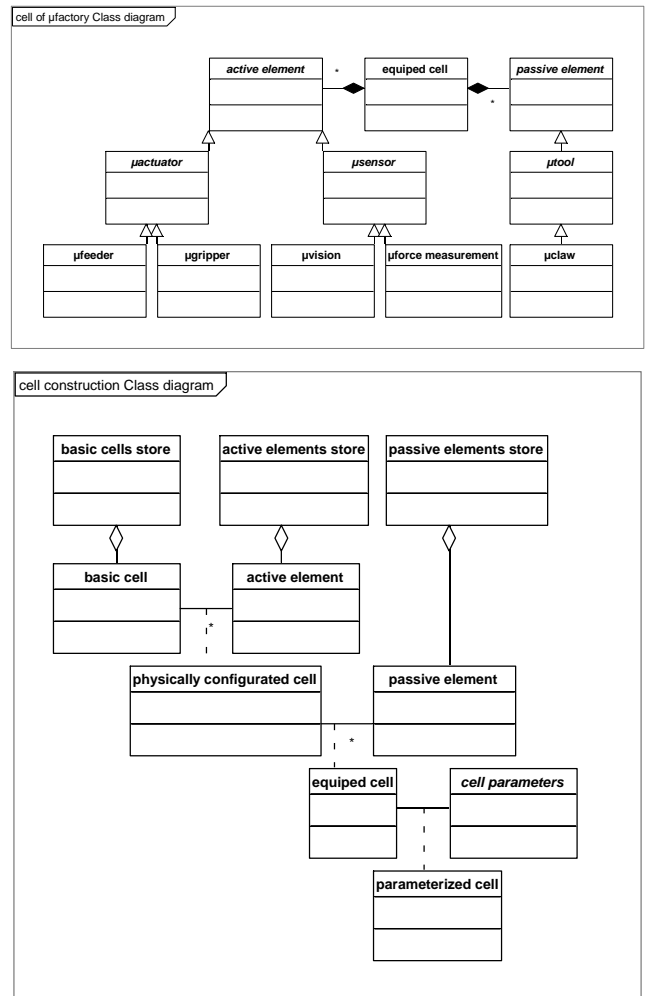 cell of µfactory Class diagram
active element
*
equiped cell
*
passive element
µactuator
µsensor
µtool
µfeeder
µgripper
µvision
µforce measurement
µclaw
cell construction Class diagram
basic cells store
active elements store
passive elements store
basic cell
active element
*
physically configurated cell
passive element
*
equiped cell
cell parameters
parameterized cell